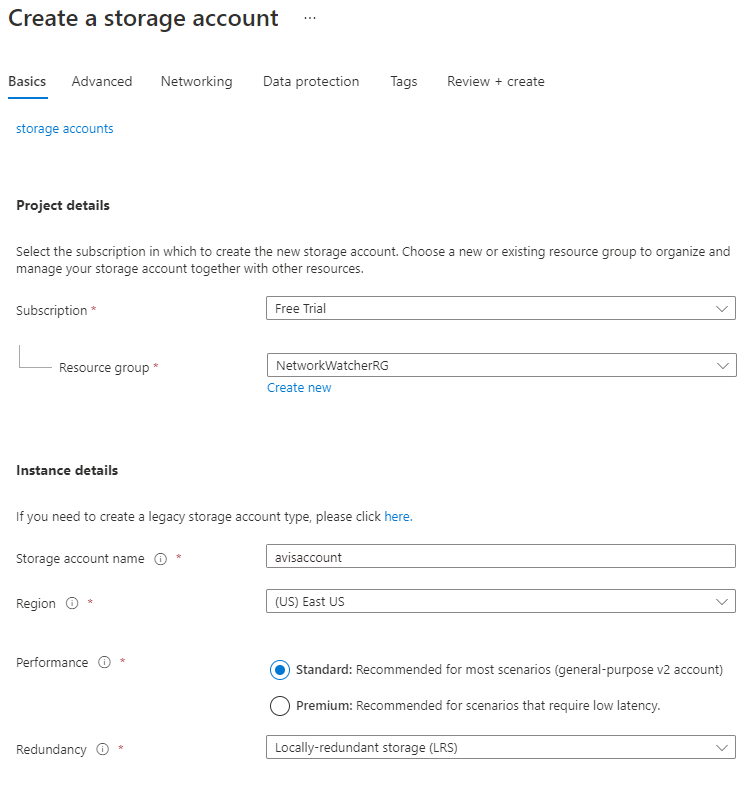 Create a storage account ...
Basics Advanced Networking Data protection Tags Review + create
storage accounts
Project details
Select the subscription in which to create the new storage account. Choose a new or existing resource group to organize and
manage your storage account together with other resources.
Subscription * Free Trial
Resource group * NetworkWatcherRG
Create new
Instance details
If you need to create a legacy storage account type, please click here.
Storage account name * avisaccount
Region * (US) East US
Performance * Standard: Recommended for most scenarios (general-purpose v2 account)
Premium: Recommended for scenarios that require low latency.
Redundancy * Locally-redundant storage (LRS)